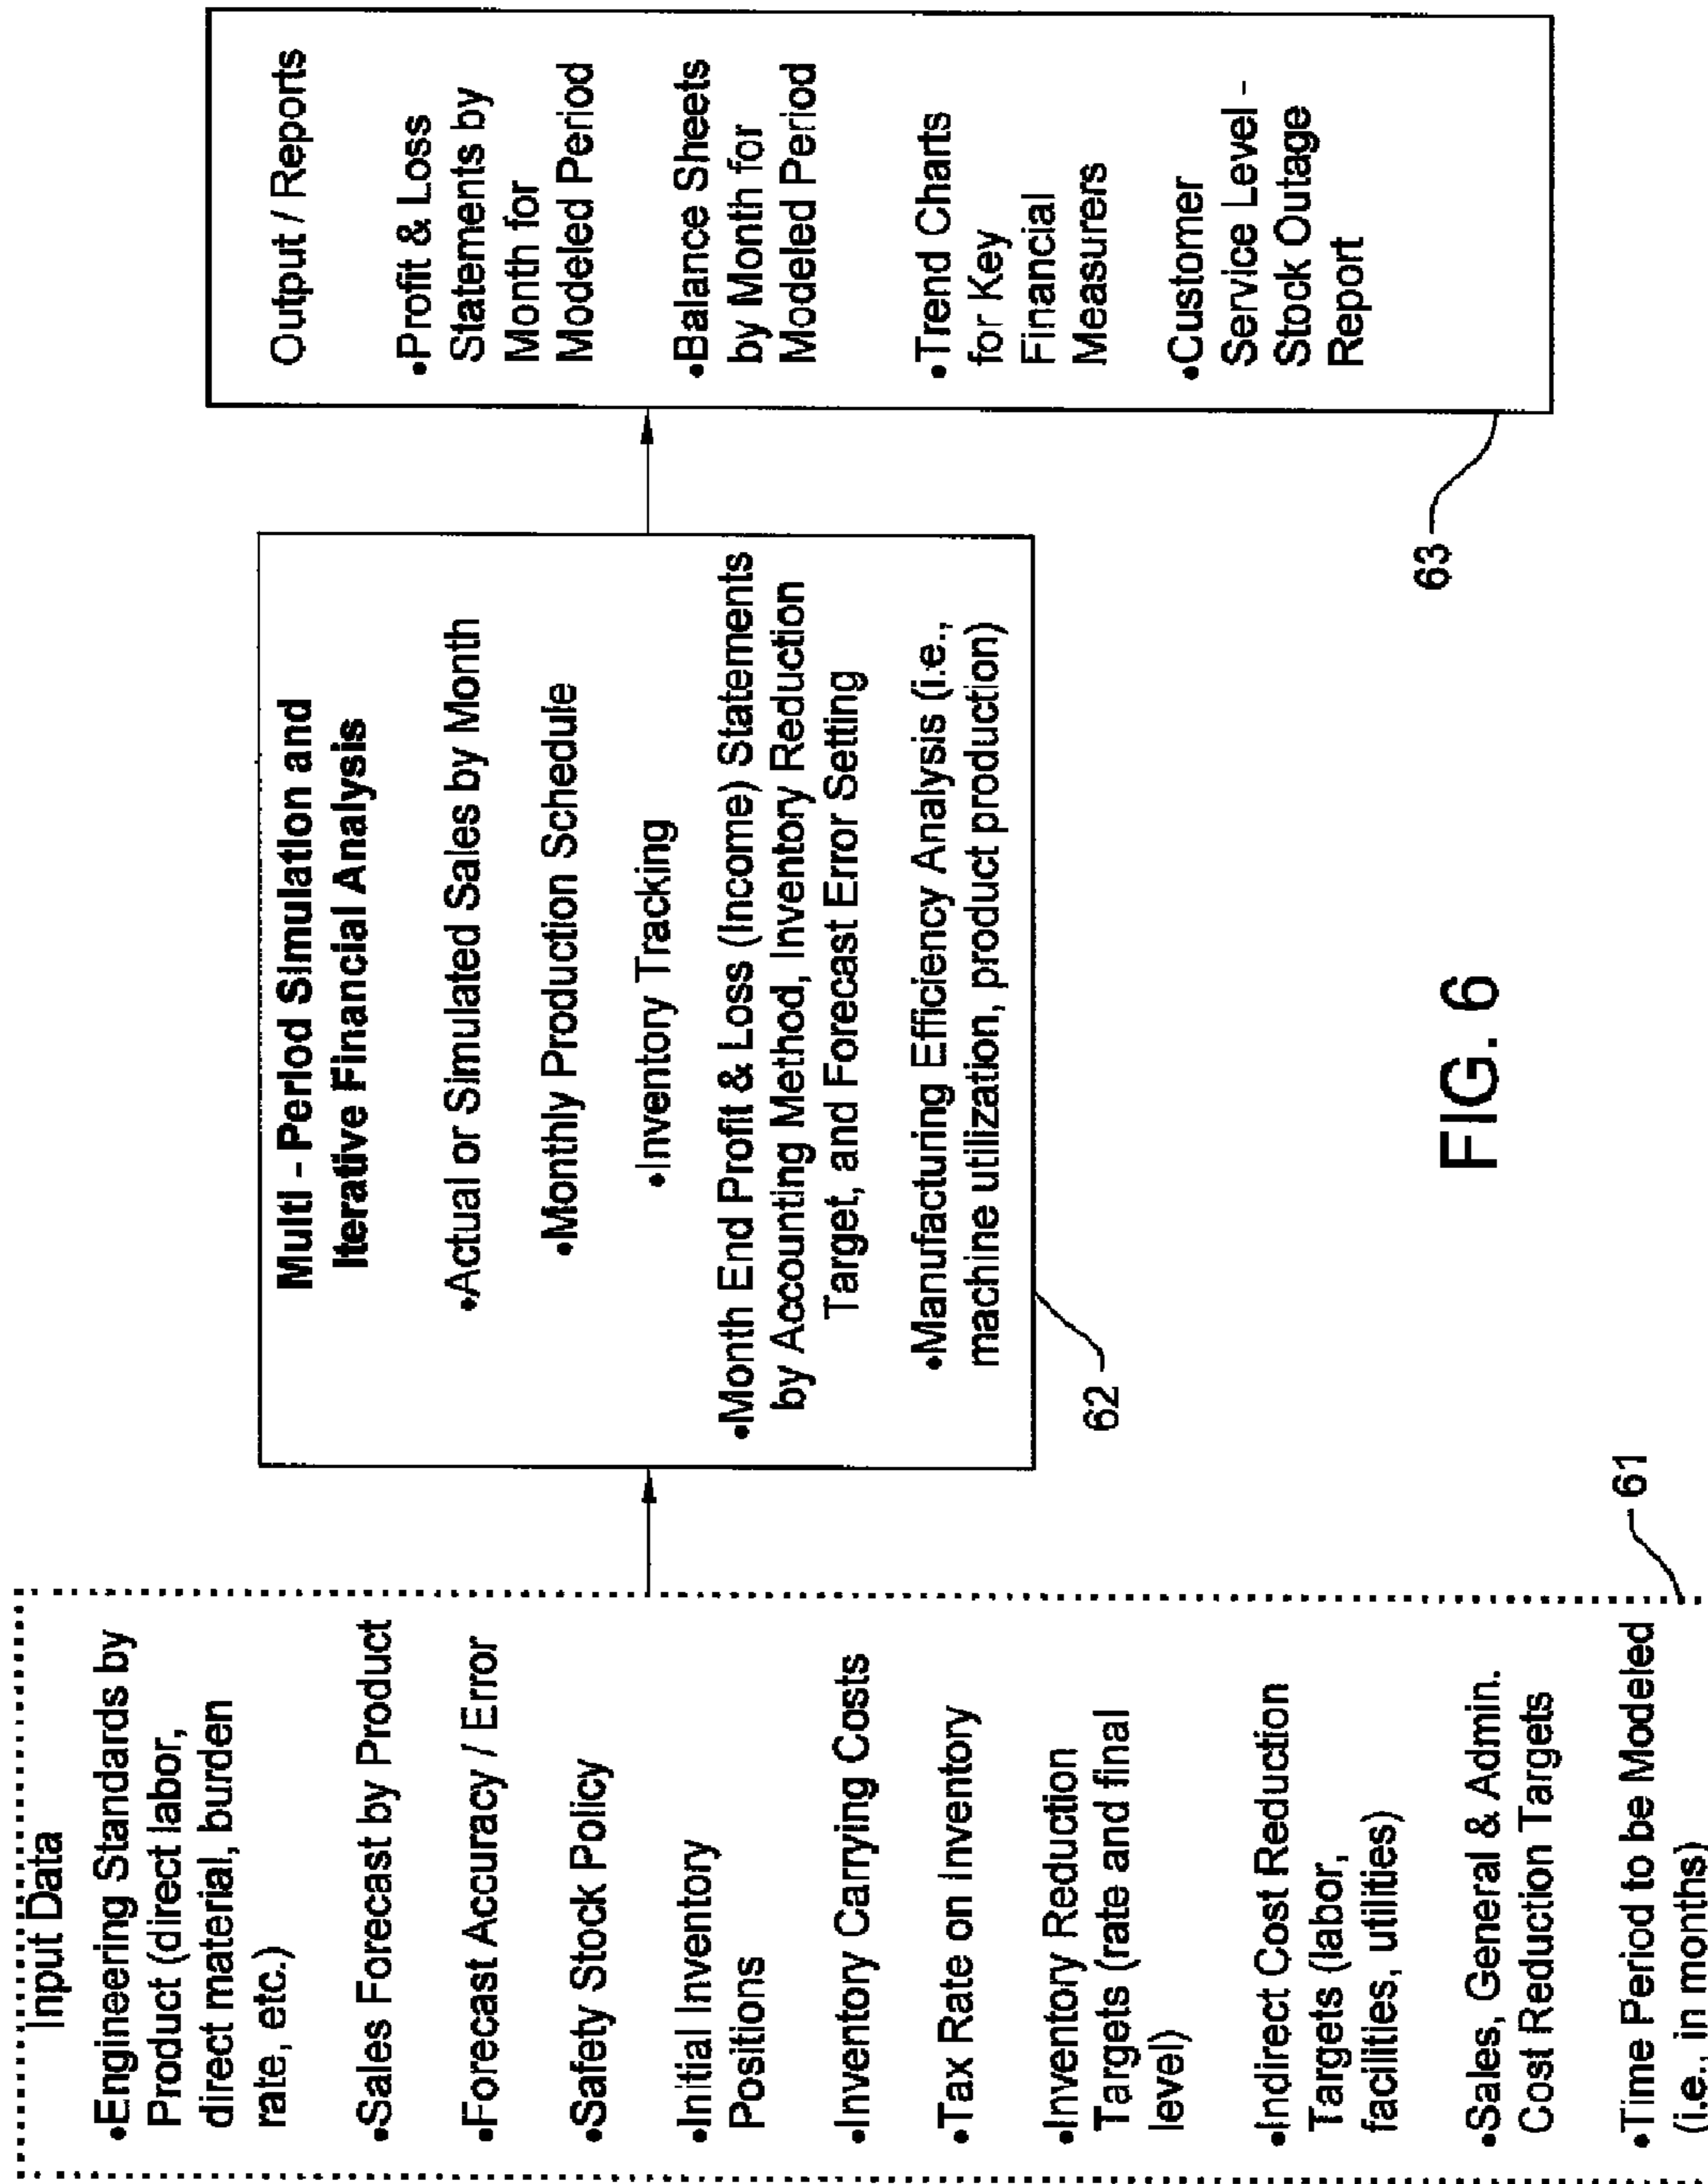 Input Data
•Engineering Standards by
Product (direct labor,
direct material, burden
rate, etc.)
•Sales Forecast by Product
•Forecast Accuracy / Error
•Safety Stock Policy
•Initial Inventory
Positions
•Inventory Carrying Costs
•Tax Rate on Inventory
•Inventory Reduction
Targets (rate and final
level)
•Indirect Cost Reduction
Targets (labor,
facilities, utilities)
•Sales, General & Admin.
Cost Reduction Targets
•Time Period to be Modeled
(i.e., in months)
61
Multi - Period Simulation and
Iterative Financial Analysis
•Actual or Simulated Sales by Month
•Monthly Production Schedule
•Inventory Tracking
•Month End Profit & Loss (Income) Statements
by Accounting Method, Inventory Reduction
Target, and Forecast Error Setting
•Manufacturing Efficiency Analysis (i.e.,
machine utilization, product production)
62
Output / Reports
•Profit & Loss
Statements by
Month for
Modeled Period
•Balance Sheets
by Month for
Modeled Period
•Trend Charts
for Key
Financial
Measurers
•Customer
Service Level -
Stock Outage
Report
63
FIG. 6